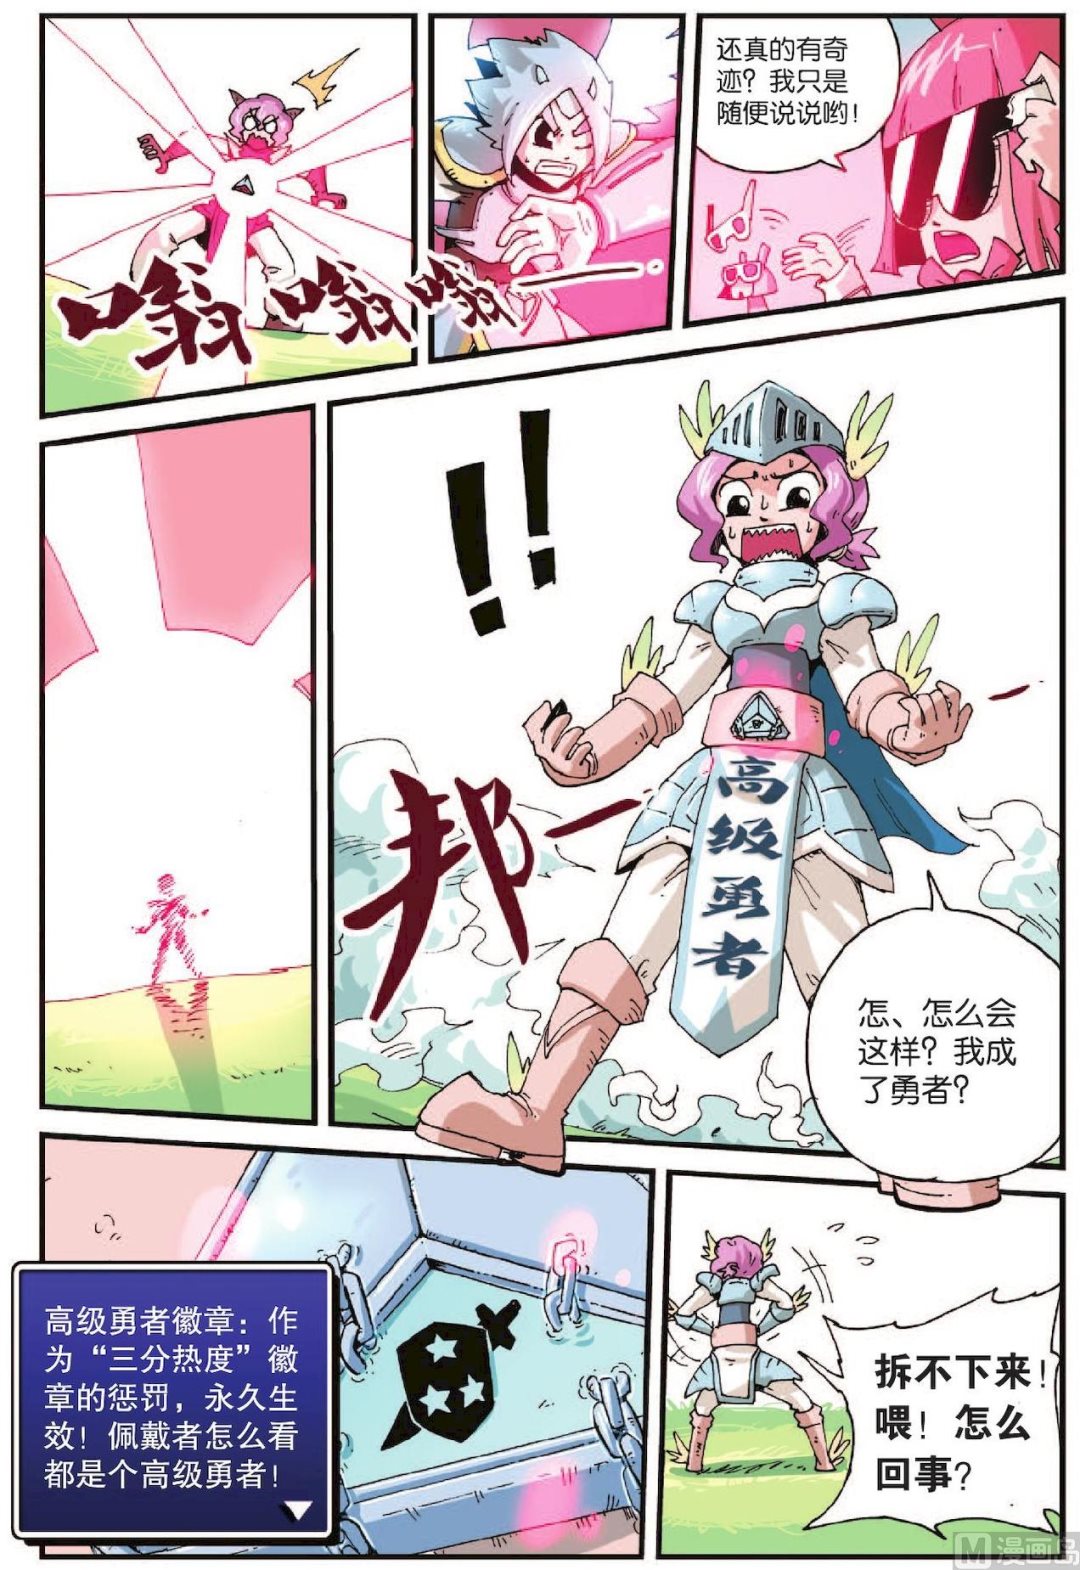 还真的有奇
迹？我只是
随便说说哟！
嗡嗡嗡
邦
高
级
勇
者
怎、怎么会
这样？我成
了勇者？
高级勇者徽章：作
为“三分热度”徽
章的惩罚，永久生
效！佩戴者怎么看
都是个高级勇者！
拆不下来！
喂！怎么
回事？
M 漫画岛